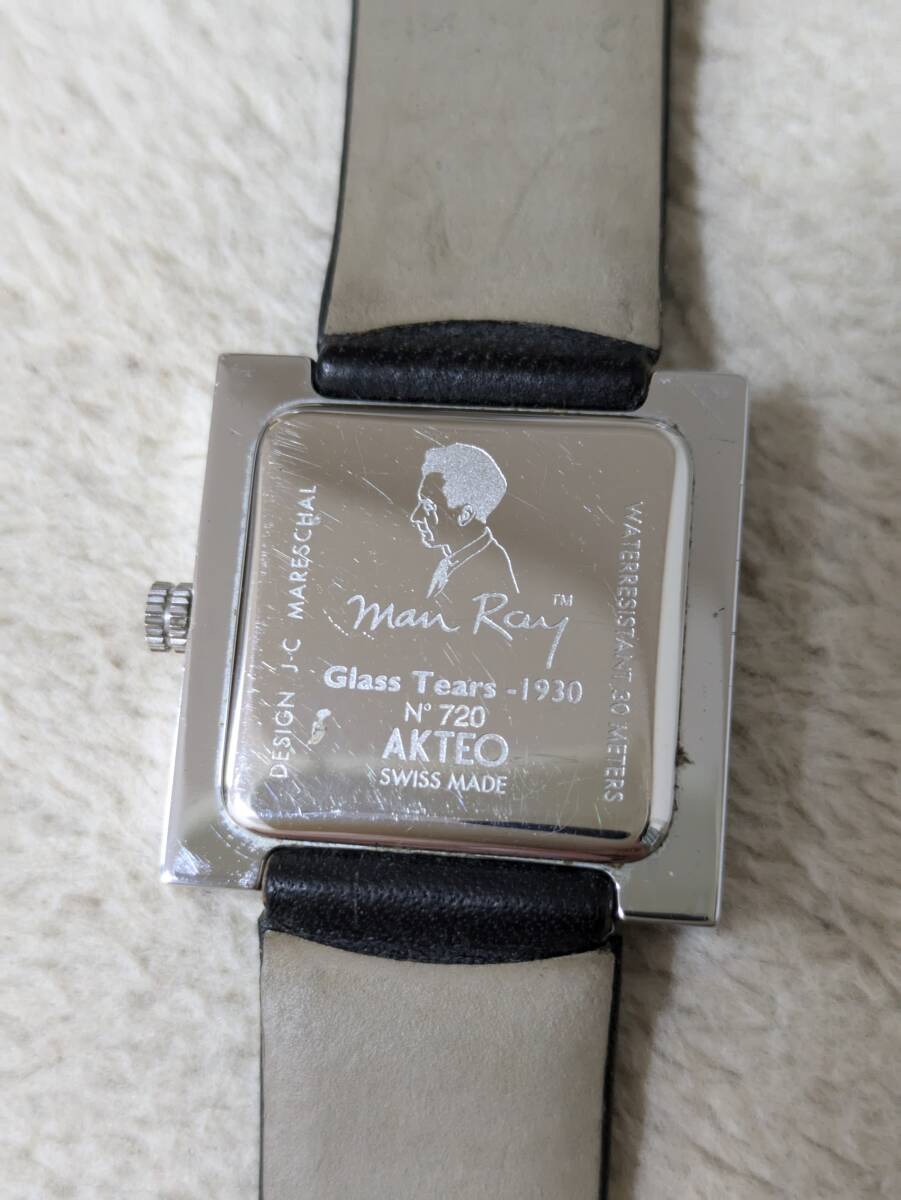 Man Ray™
Glass Tears -1930
N° 720
AKTEO
SWISS MADE
DESIGN J-C MARESCHAL
WATERRESISTANT 30 METERS